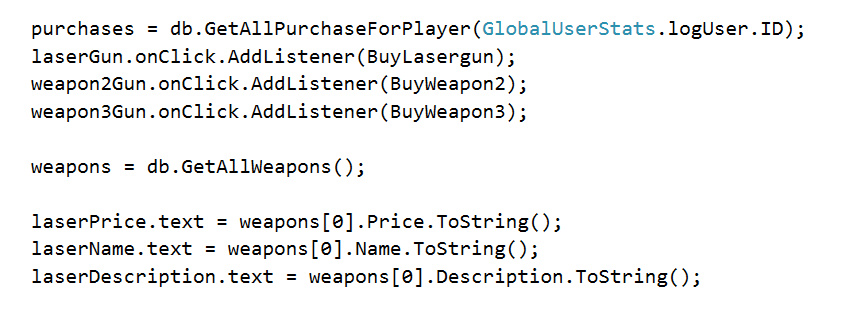 purchases = db.GetAllPurchaseForPlayer(GlobalUserStats.logUser.ID);
laserGun.onClick.AddListener(BuyLasergun);
weapon2Gun.onClick.AddListener(BuyWeapon2);
weapon3Gun.onClick.AddListener(BuyWeapon3);
weapons = db.GetAllWeapons();
laserPrice.text = weapons[0].Price.ToString();
laserName.text = weapons[0].Name.ToString();
laserDescription.text = weapons[0].Description.ToString();